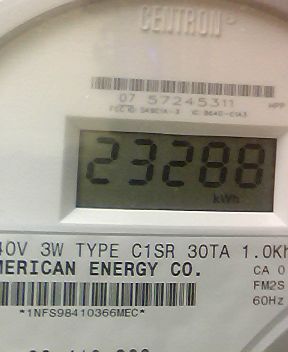 CENTRON
07 57245311
HPP
23288
kWh
40V 3W TYPE C1SR 30TA 1.0Kh
MERICAN ENERGY CO.
CA 0
FM2S
60Hz
*1NFS98410366MEC*